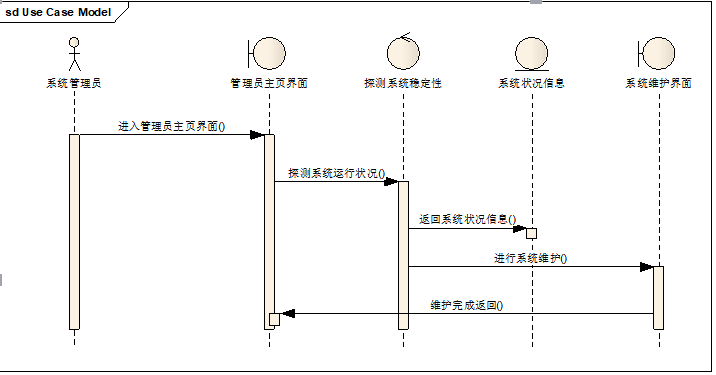 sd Use Case Model
系统管理员
管理员主页界面
探测系统稳定性
系统状况信息
系统维护界面
进入管理员主页界面()
探测系统运行状况()
返回系统状况信息()
进行系统维护()
维护完成返回()